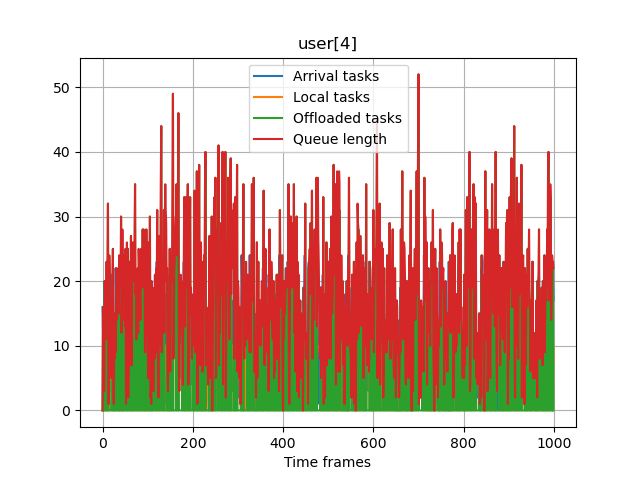 user[4]
Arrival tasks
Local tasks
Offloaded tasks
Queue length
50
40
30
20
10
0
0 200 400 600 800 1000
Time frames